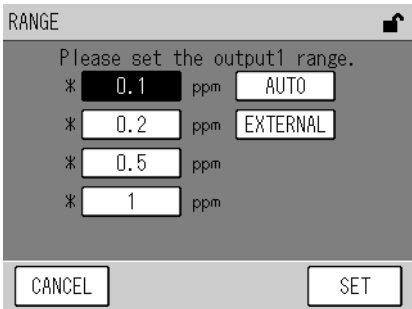 RANGE
Please set the output1 range.
* 0.1 ppm AUTO
* 0.2 ppm EXTERNAL
* 0.5 ppm
* 1 ppm
CANCEL SET